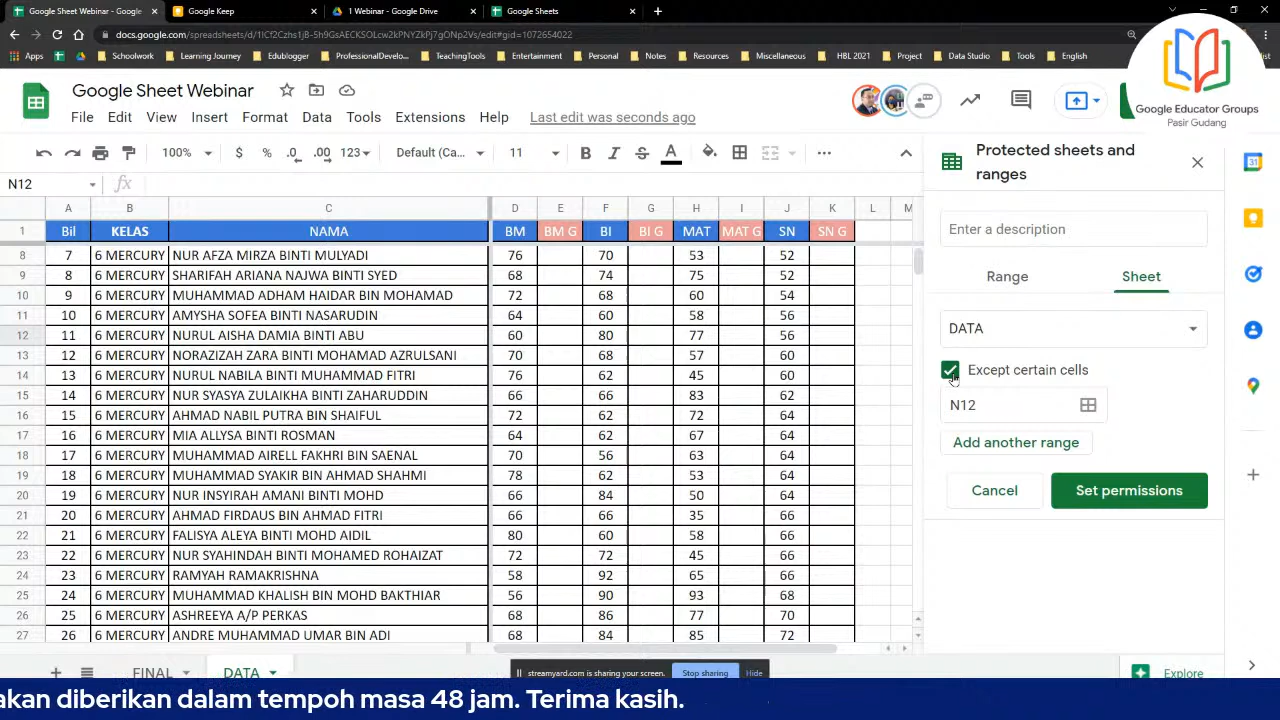 Google Sheet Webinar - Google
Google Keep
1 Webinar - Google Drive
Google Sheets
docs.google.com/spreadsheets/d/1ICf2Czhs1jB-5h9GsAECKSOLcw2kPNYZkPj7gONp2Vs/edit#gid=1072654022
Apps
Schoolwork
Learning Journey
Edublogger
ProfessionalDevelo...
TeachingTools
Entertainment
Personal
Notes
Resources
Miscellaneous
HBL 2021
Project
Data Studio
Tools
English
Google Educator Groups
Pasir Gudang
Google Sheet Webinar
File Edit View Insert Format Data Tools Extensions Help Last edit was seconds ago
100% $ % .0 .00 123 Default (Ca... 11 B I S A
N12 fx
A B C D E F G H I J K L M
1 Bil KELAS NAMA BM BM G BI BI G MAT MAT G SN SN G
8 7 6 MERCURY NUR AFZA MIRZA BINTI MULYADI 76 70 53 52
9 8 6 MERCURY SHARIFAH ARIANA NAJWA BINTI SYED 68 74 75 52
10 9 6 MERCURY MUHAMMAD ADHAM HAIDAR BIN MOHAMAD 72 68 60 54
11 10 6 MERCURY AMYSHA SOFEA BINTI NASARUDIN 64 60 58 56
12 11 6 MERCURY NURUL AISHA DAMIA BINTI ABU 60 80 77 56
13 12 6 MERCURY NORAZIZAH ZARA BINTI MOHAMAD AZRULSANI 70 68 57 60
14 13 6 MERCURY NURUL NABLA BINTI MUHAMMAD FITRI 76 62 45 60
15 14 6 MERCURY NUR SYASYA ZULAIKHA BINTI ZAHARUDDIN 66 66 83 62
16 15 6 MERCURY AHMAD NABIL PUTRA BIN SHAIFUL 72 62 72 64
17 16 6 MERCURY MIA ALLYSA BINTI ROSMAN 64 62 67 64
18 17 6 MERCURY MUHAMMAD AIRELL FAKHRI BIN SAENAL 70 56 63 64
19 18 6 MERCURY MUHAMMAD SYAKIR BIN AHMAD SHAHMI 78 62 53 64
20 19 6 MERCURY NUR INSYIRAH AMANI BINTI MOHD 66 84 50 64
21 20 6 MERCURY AHMAD FIRDAUS BIN AHMAD FITRI 66 66 35 66
22 21 6 MERCURY FALISYA ALEYA BINTI MOHD AIDIL 80 60 58 66
23 22 6 MERCURY NUR SYAHINDAH BINTI MOHAMED ROHAIZAT 72 72 45 66
24 23 6 MERCURY RAMYAH RAMAKRISHNA 58 92 65 66
25 24 6 MERCURY MUHAMMAD KHALISH BIN MOHD BAKTHIAR 56 90 93 68
26 25 6 MERCURY ASHREEYA A/P PERKAS 68 86 77 70
27 26 6 MERCURY ANDRE MUHAMMAD UMAR BIN ADI 68 84 85 72
Protected sheets and
ranges
Enter a description
Range Sheet
DATA
Except certain cells
N12
Add another range
Cancel Set permissions
FINAL DATA
streamyard.com is sharing your screen. Stop sharing Hide
Explore
akan diberikan dalam tempoh masa 48 jam. Terima kasih.